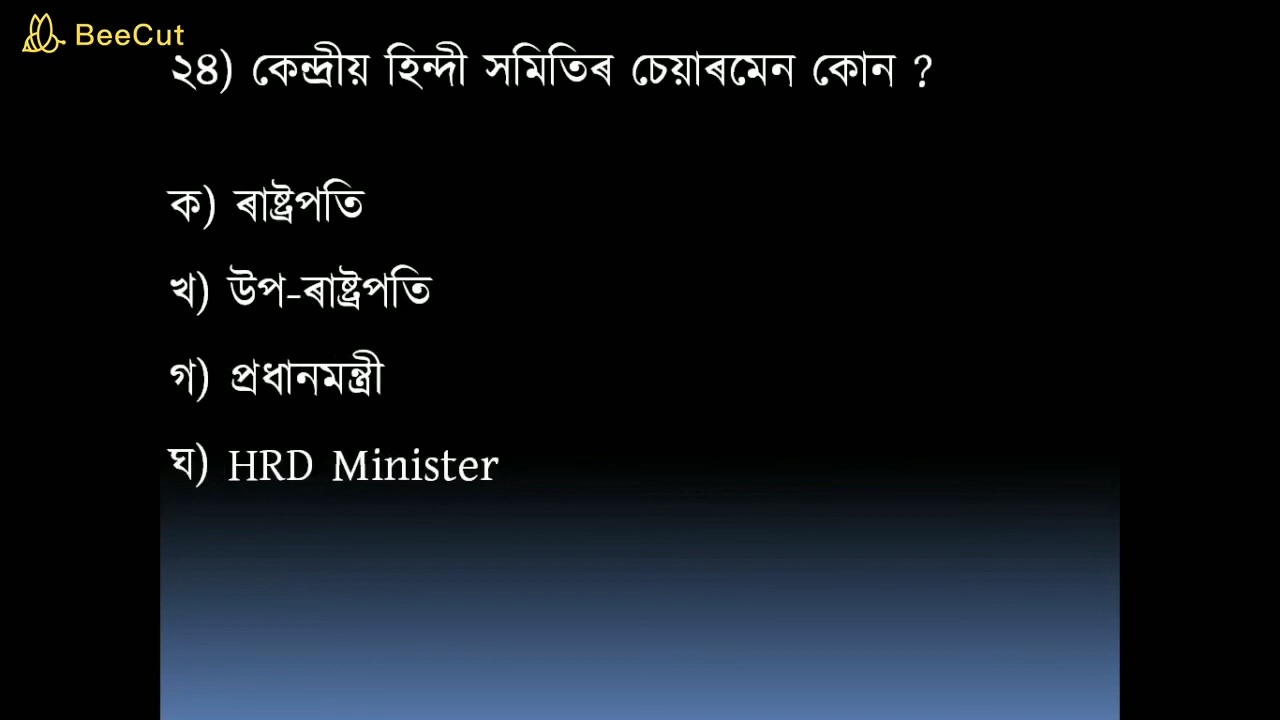 BeeCut
২৪) কেন্দ্ৰীয় হিন্দী সমিতিৰ চেয়াৰমেন কোন ?
ক) ৰাষ্ট্ৰপতি
খ) উপ-ৰাষ্ট্ৰপতি
গ) প্ৰধানমন্ত্ৰী
ঘ) HRD Minister